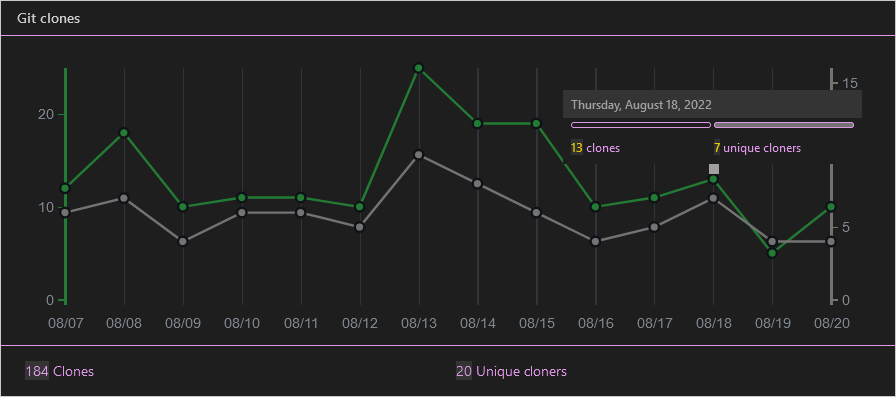 Git clones
20
10
0
15
5
0
Thursday, August 18, 2022
13 clones
7 unique cloners
08/07 08/08 08/09 08/10 08/11 08/12 08/13 08/14 08/15 08/16 08/17 08/18 08/19 08/20
184 Clones
20 Unique cloners